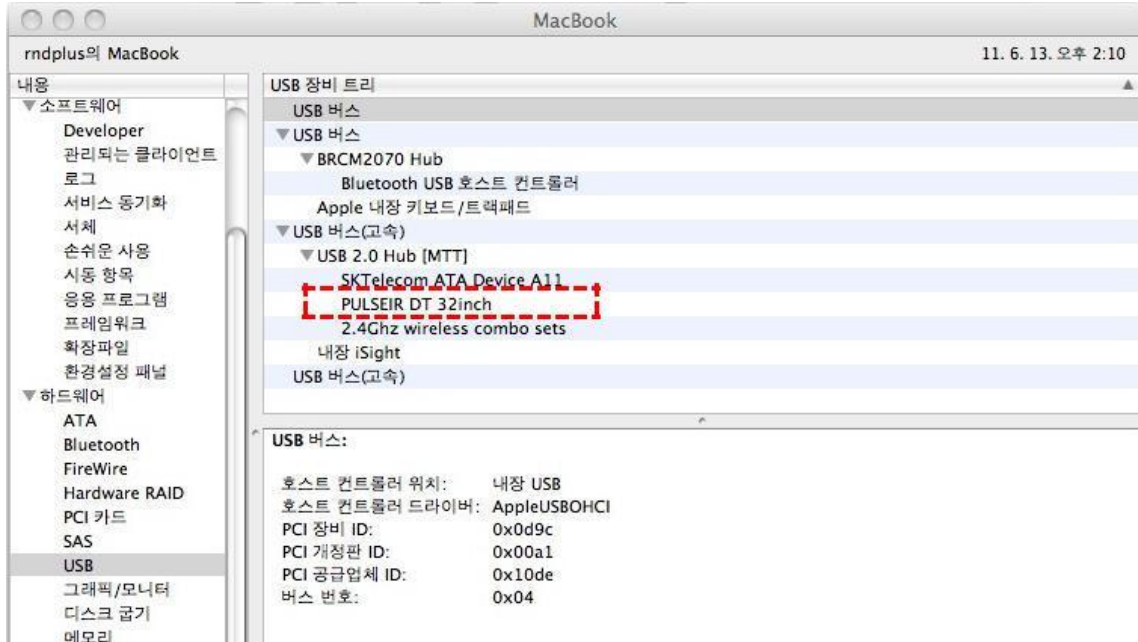 MacBook
rndplus의 MacBook
11. 6. 13. 오후 2:10
내용
소프트웨어
Developer
관리되는 클라이언트
로그
서비스 동기화
서체
손쉬운 사용
시동 항목
응용 프로그램
프레임워크
확장파일
환경설정 패널
하드웨어
ATA
Bluetooth
FireWire
Hardware RAID
PCI 카드
SAS
USB
그래픽/모니터
디스크 굽기
메모리
USB 장비 트리
USB 버스
USB 버스
BRCM2070 Hub
Bluetooth USB 호스트 컨트롤러
Apple 내장 키보드/트랙패드
USB 버스(고속)
USB 2.0 Hub [MTT]
SKTelecom ATA Device A11
PULSEIR DT 32inch
2.4Ghz wireless combo sets
내장 iSight
USB 버스(고속)
USB 버스:
호스트 컨트롤러 위치: 내장 USB
호스트 컨트롤러 드라이버: AppleUSBOHCI
PCI 장비 ID: 0x0d9c
PCI 개정판 ID: 0x00a1
PCI 공급업체 ID: 0x10de
버스 번호: 0x04